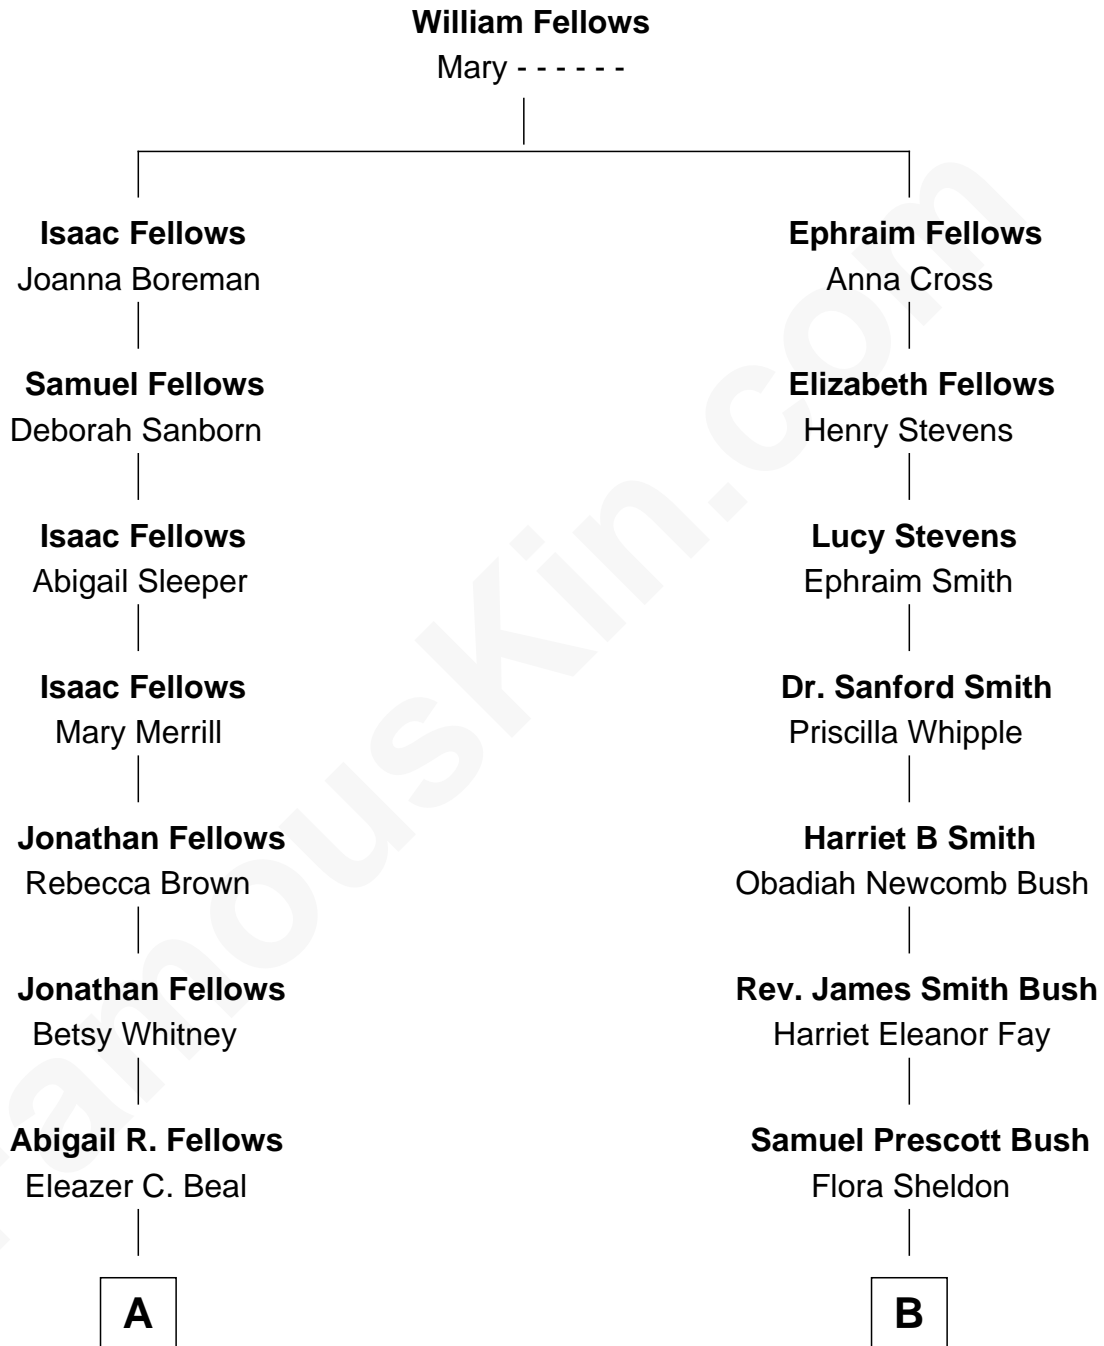 William Fellows
Mary - - - - - -
Isaac Fellows
Joanna Boreman
Ephraim Fellows
Anna Cross
Samuel Fellows
Deborah Sanborn
Elizabeth Fellows
Henry Stevens
Isaac Fellows
Abigail Sleeper
Lucy Stevens
Ephraim Smith
Isaac Fellows
Mary Merrill
Dr. Sanford Smith
Priscilla Whipple
Jonathan Fellows
Rebecca Brown
Harriet B Smith
Obadiah Newcomb Bush
Jonathan Fellows
Betsy Whitney
Rev. James Smith Bush
Harriet Eleanor Fay
Abigail R. Fellows
Eleazer C. Beal
Samuel Prescott Bush
Flora Sheldon
A
B
FamousKin.com